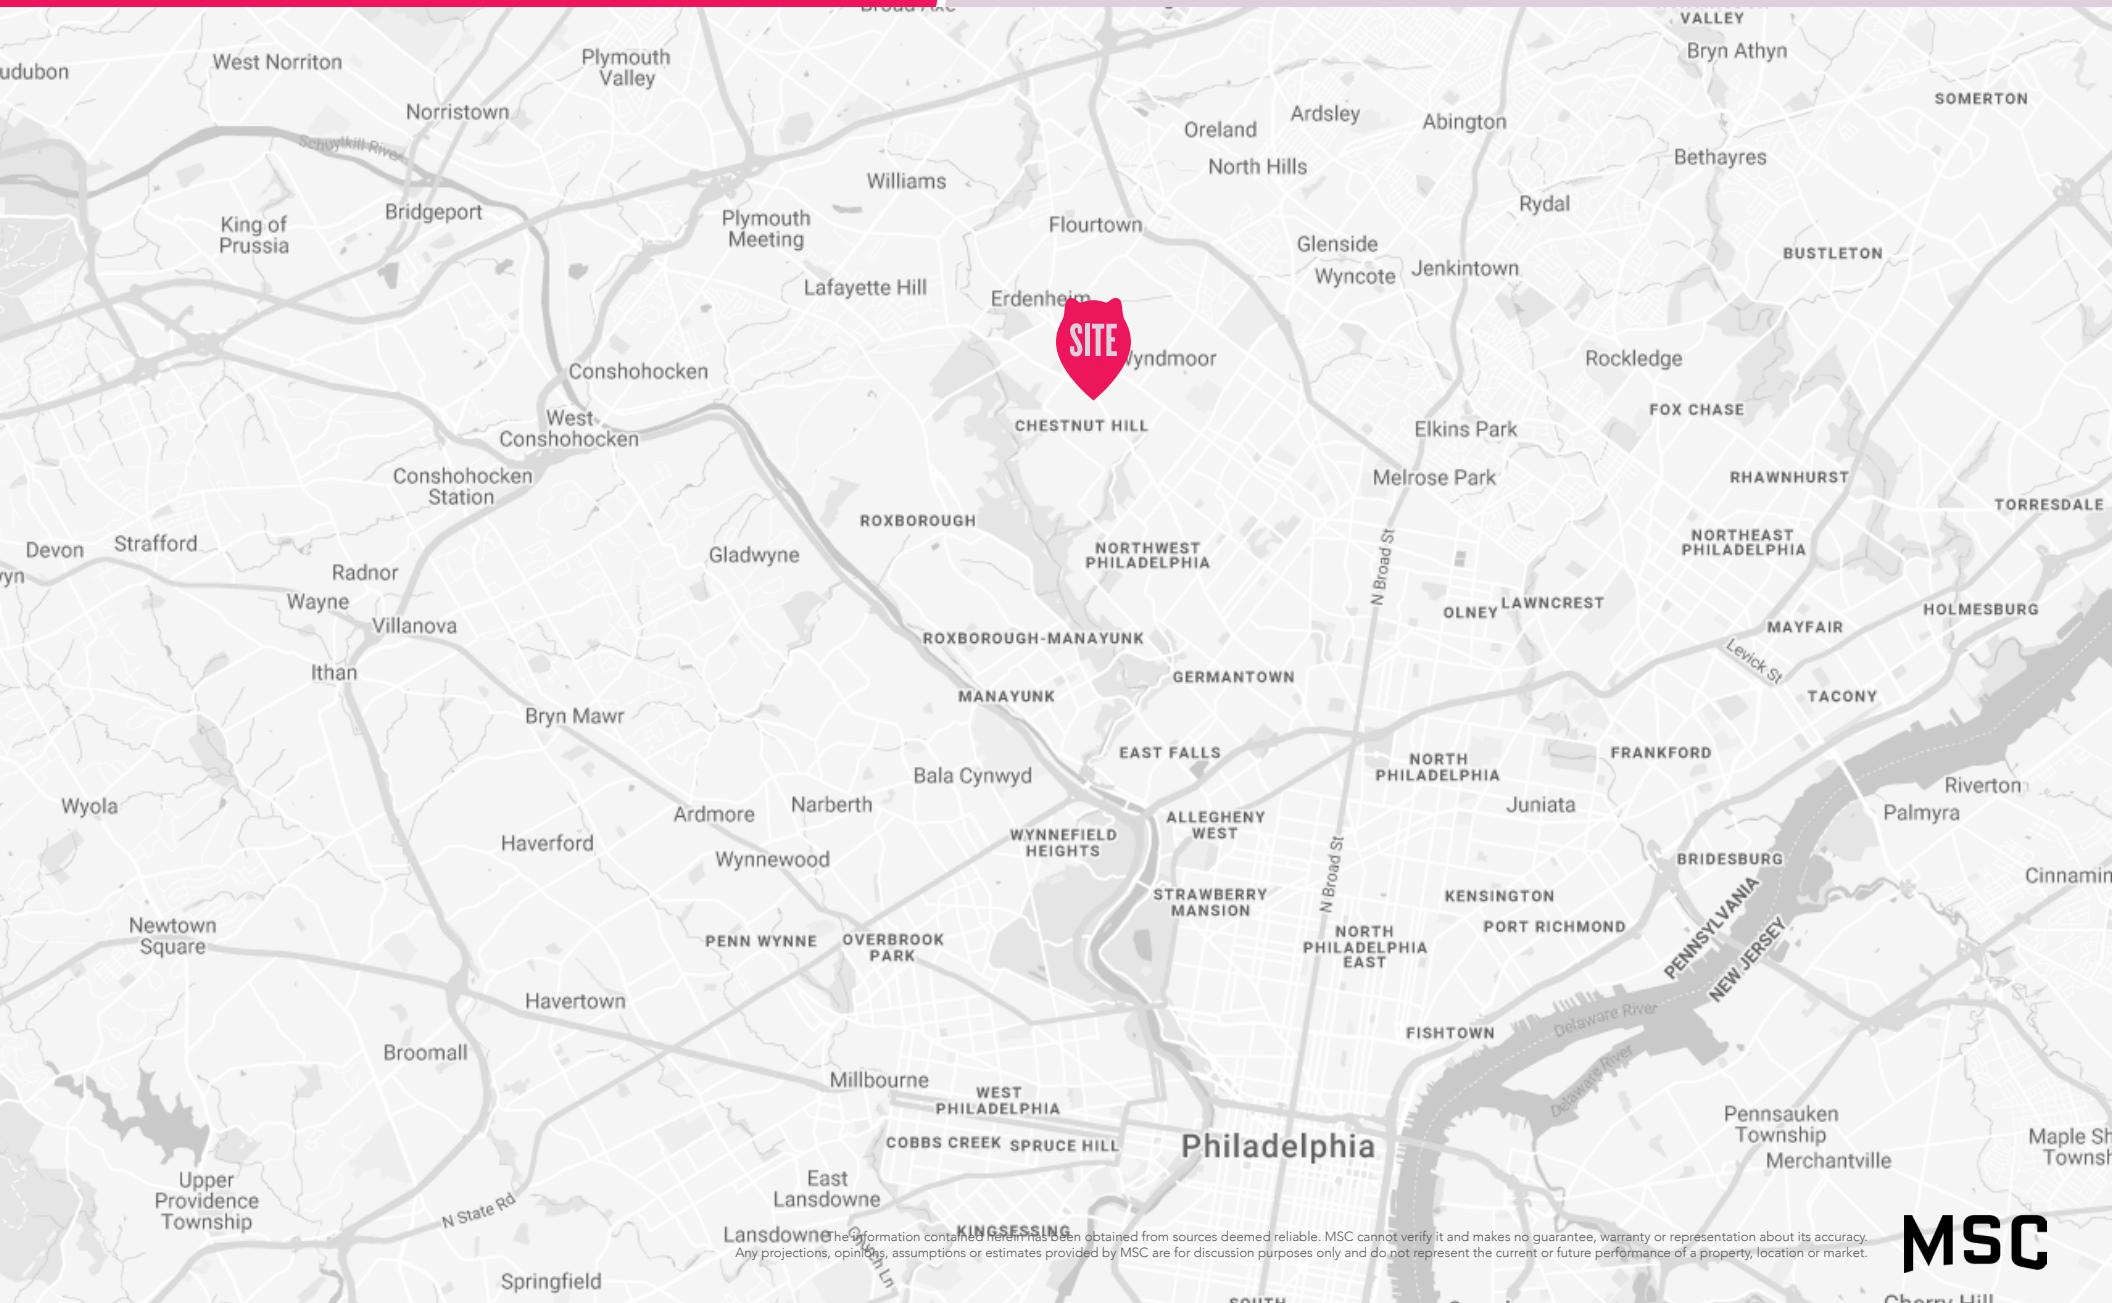 VALLEY
Bryn Athyn
West Norriton
Plymouth
Valley
SOMERTON
Norristown
Ardsley
Abington
Oreland
North Hills
Schuylkill River
Bethayres
Williams
Rydal
Bridgeport
King of
Prussia
Plymouth
Meeting
Flourtown
Glenside
Wyncote
Jenkintown
BUSTLETON
Lafayette Hill
Erdenheim
SITE
Wyndmoor
Rockledge
Conshohocken
West
Conshohocken
CHESTNUT HILL
FOX CHASE
Elkins Park
Melrose Park
Conshohocken
Station
RHAWNHURST
TORRESDALE
ROXBOROUGH
N Broad St
Devon
Strafford
Gladwyne
NORTHWEST
PHILADELPHIA
NORTHEAST
PHILADELPHIA
Radnor
Wayne
Villanova
OLNEY
LAWNCREST
HOLMESBURG
MAYFAIR
Levick St
ROXBOROUGH-MANAYUNK
Ithan
GERMANTOWN
MANAYUNK
TACONY
Bryn Mawr
EAST FALLS
NORTH
PHILADELPHIA
FRANKFORD
Bala Cynwyd
Riverton
Wyola
Ardmore
Narberth
Juniata
Palmyra
ALLEGHENY
WEST
WYNNEFIELD
HEIGHTS
Haverford
Wynnewood
BRIDESBURG
N Broad St
STRAWBERRY
MANSION
KENSINGTON
PORT RICHMOND
PENNSYLVANIA
NEW JERSEY
Newtown
Square
PENN WYNNE
OVERBROOK
PARK
NORTH
PHILADELPHIA
EAST
Havertown
Delaware River
FISHTOWN
Broomall
Millbourne
Delaware River
WEST
PHILADELPHIA
COBBS CREEK
SPRUCE HILL
Philadelphia
Pennsauken
Township
Merchantville
Upper
Providence
Township
East
Lansdowne
N State Rd
Lansdowne
KINGSESSING
Church Ln
Springfield
The information contained herein has been obtained from sources deemed reliable. MSC cannot verify it and makes no guarantee, warranty or representation about its accuracy.
Any projections, opinions, assumptions or estimates provided by MSC are for discussion purposes only and do not represent the current or future performance of a property, location or market.
MSC